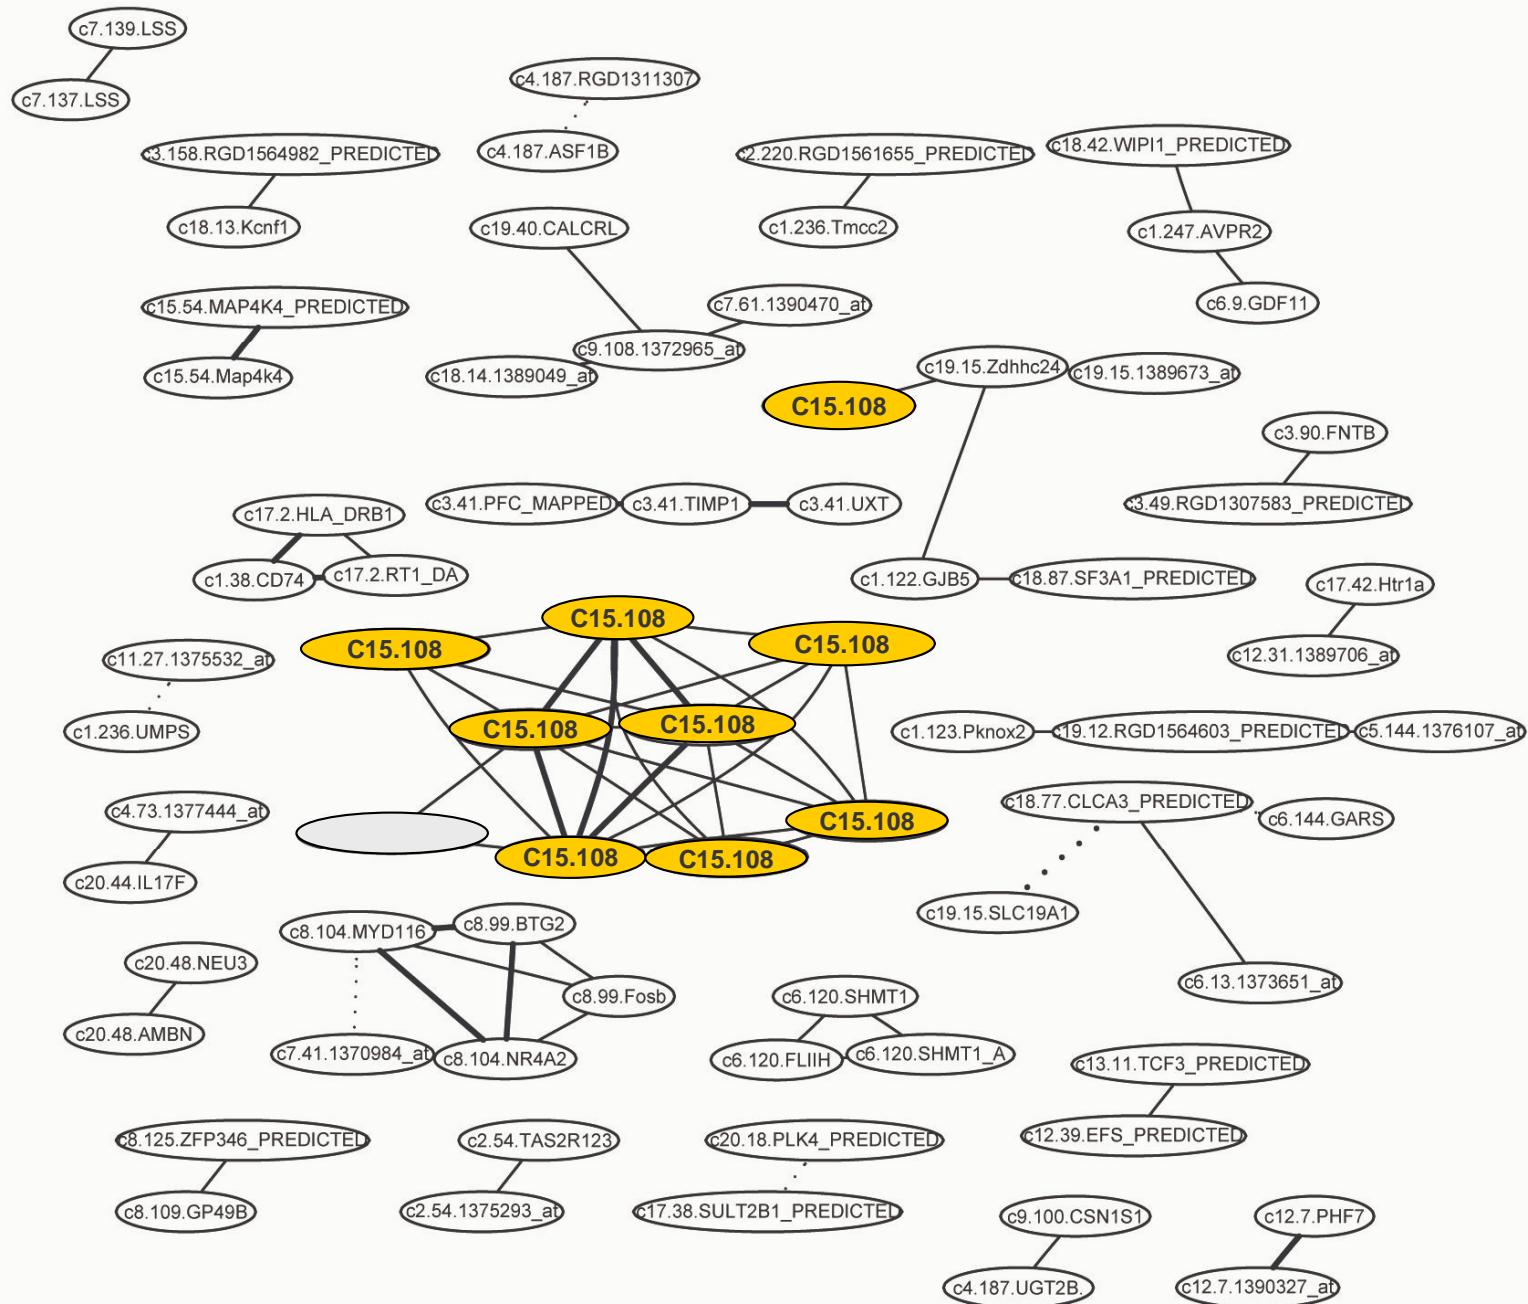 c7.139.LSS
c7.137.LSS
c4.187.RGD1311307
c4.187.ASF1B
c3.158.RGD1564982_PREDICTED
c18.13.Kcnf1
c2.220.RGD1561655_PREDICTED
c1.236.Tmcc2
c18.42.WIPI1_PREDICTED
c1.247.AVPR2
c6.9.GDF11
c19.40.CALCRL
c7.61.1390470_at
c9.108.1372965_at
c18.14.1389049_at
c15.54.MAP4K4_PREDICTED
c15.54.Map4k4
c19.15.Zdhhc24
c19.15.1389673_at
C15.108
c3.90.FNTB
c3.49.RGD1307583_PREDICTED
c3.41.PFC_MAPPED
c3.41.TIMP1
c3.41.UXT
c17.2.HLA_DRB1
c1.38.CD74
c17.2.RT1_DA
c1.122.GJB5
c18.87.SF3A1_PREDICTED
c17.42.Htr1a
c12.31.1389706_at
C15.108
C15.108
C15.108
C15.108
C15.108
C15.108
C15.108
C15.108
c11.27.1375532_at
c1.236.UMPS
c1.123.Pknox2
c19.12.RGD1564603_PREDICTED
c5.144.1376107_at
c4.73.1377444_at
c20.44.IL17F
c18.77.CLCA3_PREDICTED
c6.144.GARS
c19.15.SLC19A1
c6.13.1373651_at
c8.104.MYD116
c8.99.BTG2
c8.99.Fosb
c7.41.1370984_at
c8.104.NR4A2
c20.48.NEU3
c20.48.AMBN
c6.120.SHMT1
c6.120.FLIIH
c6.120.SHMT1_A
c13.11.TCF3_PREDICTED
c12.39.EFS_PREDICTED
c8.125.ZFP346_PREDICTED
c8.109.GP49B
c2.54.TAS2R123
c2.54.1375293_at
c20.18.PLK4_PREDICTED
c17.38.SULT2B1_PREDICTED
c9.100.CSN1S1
c4.187.UGT2B.
c12.7.PHF7
c12.7.1390327_at